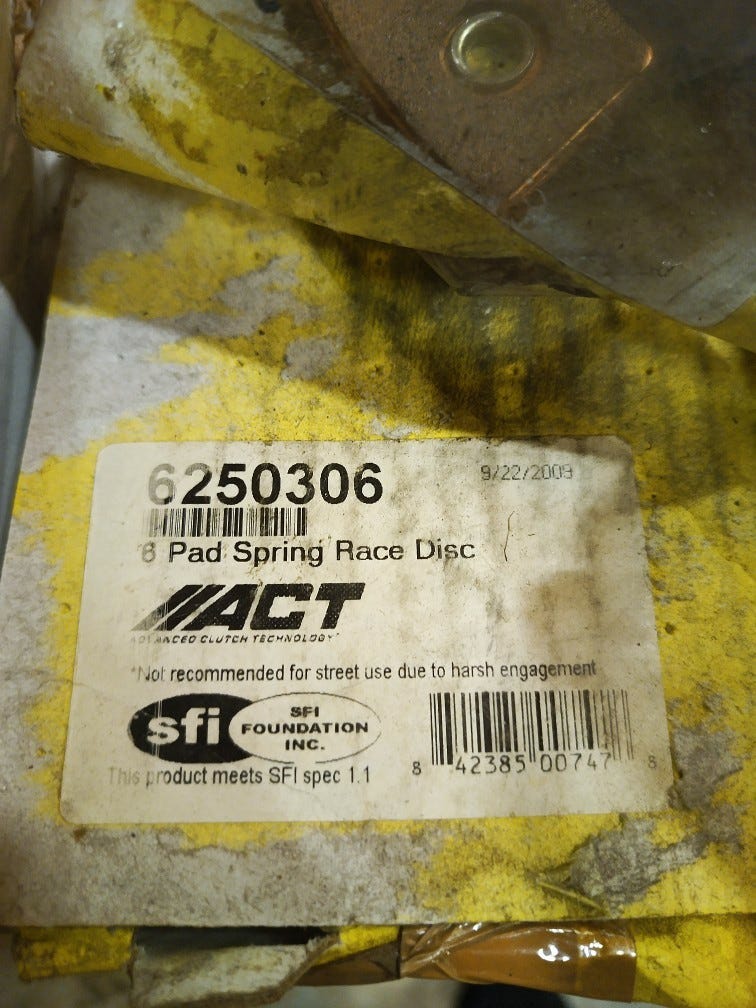 6250306
9/22/2009
6 Pad Spring Race Disc
ACT
ADVANCED CLUTCH TECHNOLOGY
*Not recommended for street use due to harsh engagement
sfi
SFI
FOUNDATION
INC.
This product meets SFI spec 1.1
8 42385 00747 8